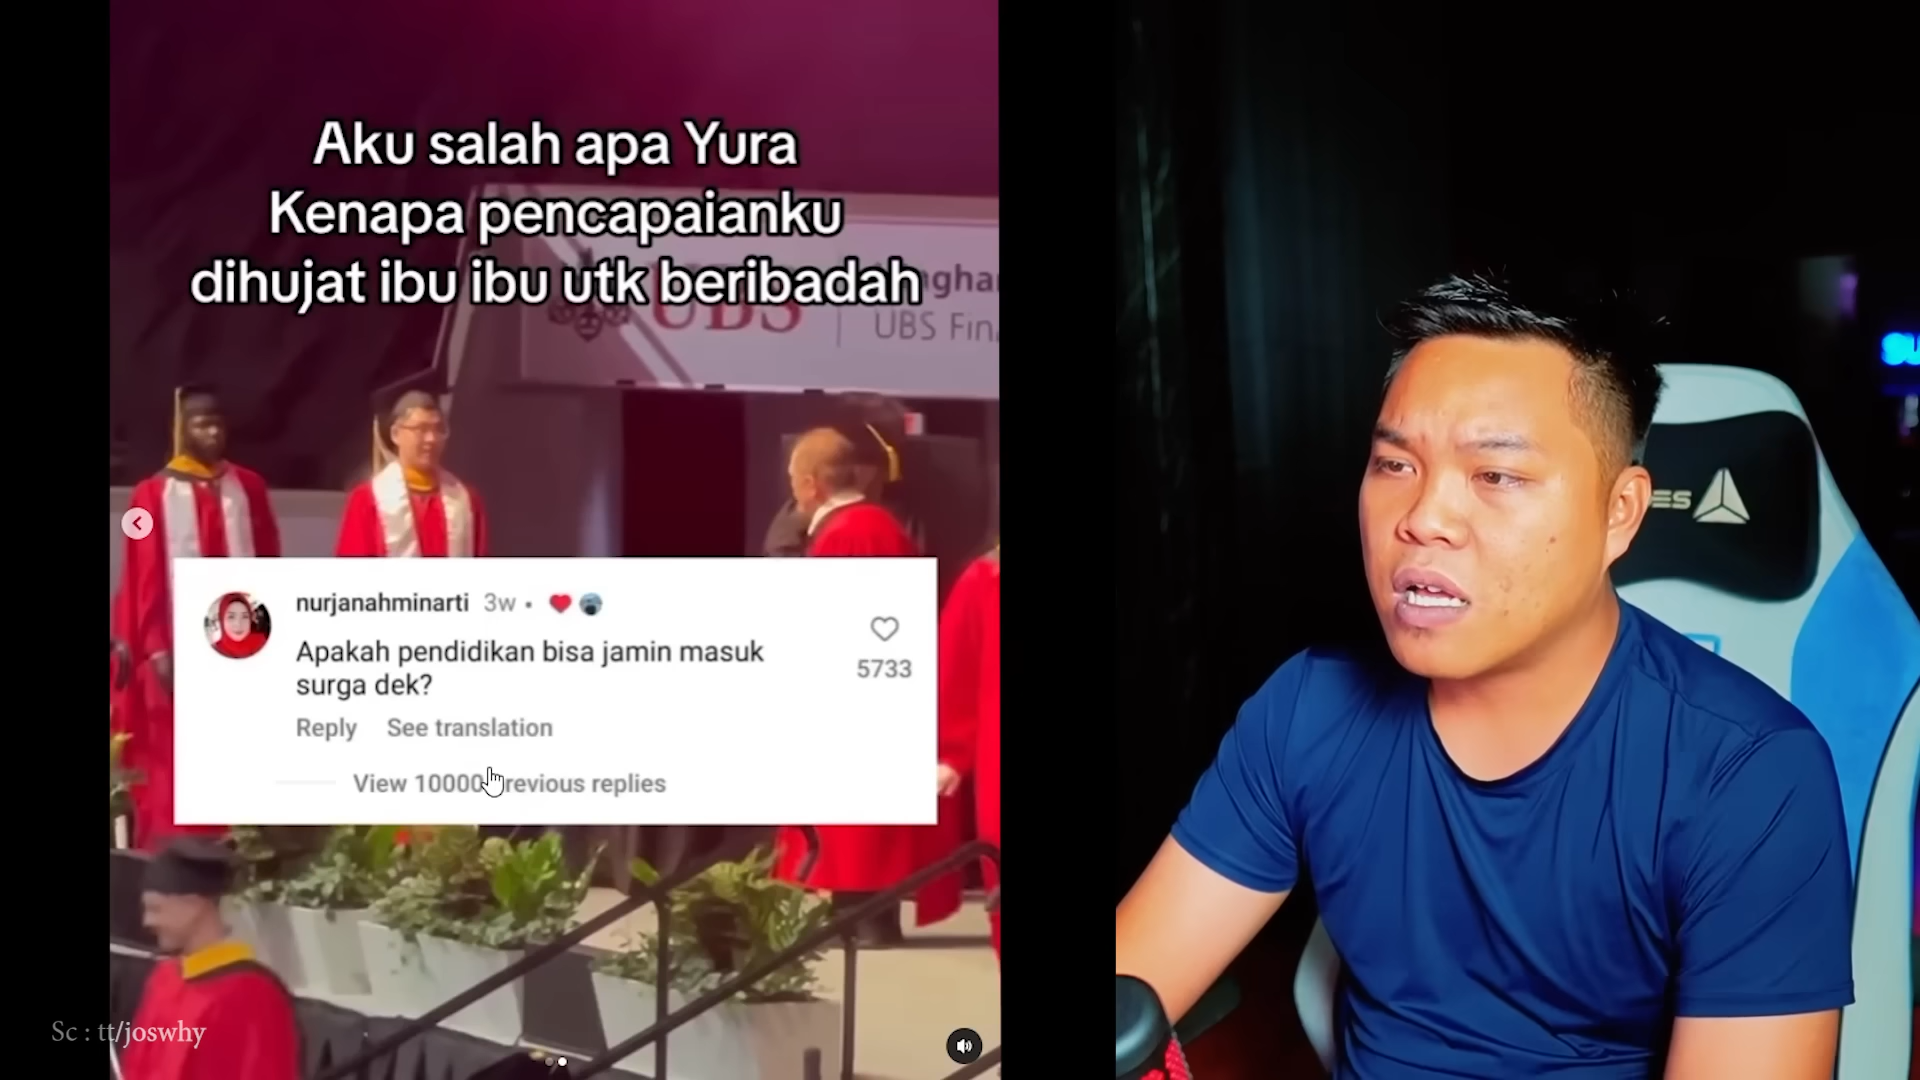 Aku salah apa Yura
Kenapa pencapaianku
dihujat ibu ibu utk beribadah
UBS
UBS Fin
nurjanahminarti 3w •
Apakah pendidikan bisa jamin masuk
surga dek?
5733
Reply See translation
View 10000 replies
ES
Sc : tt/joswhy